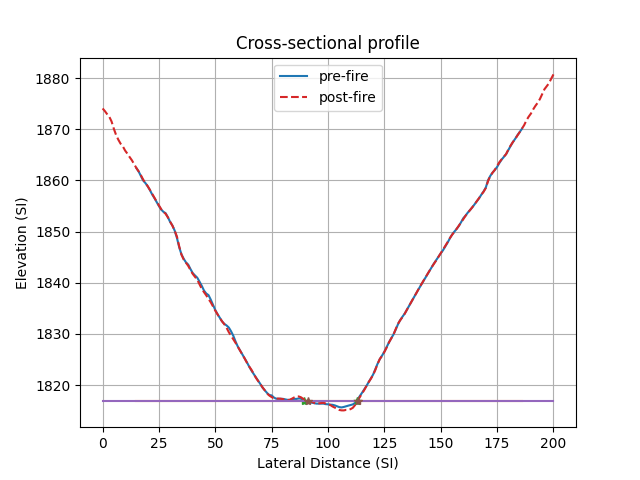 Cross-sectional profile
pre-fire
post-fire
Elevation (SI)
1880
1870
1860
1850
1840
1830
1820
0 25 50 75 100 125 150 175 200
Lateral Distance (SI)